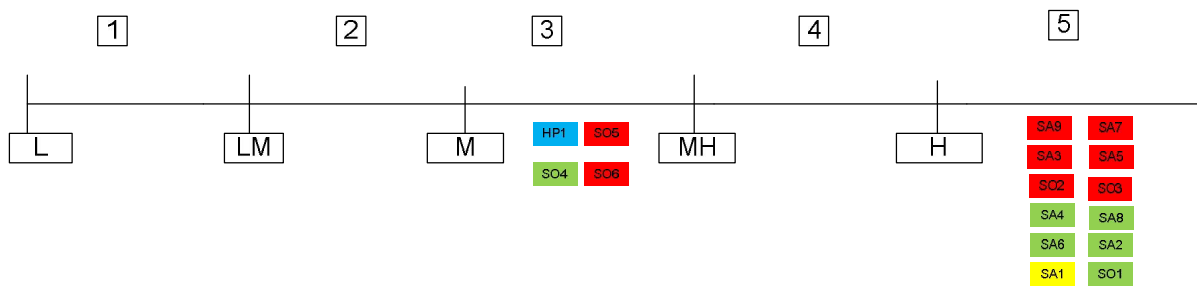 1 2 3 4 5
L LM M MH H
HP1 SO5
SO4 SO6
SA9 SA7
SA3 SA5
SO2 SO3
SA4 SA8
SA6 SA2
SA1 SO1